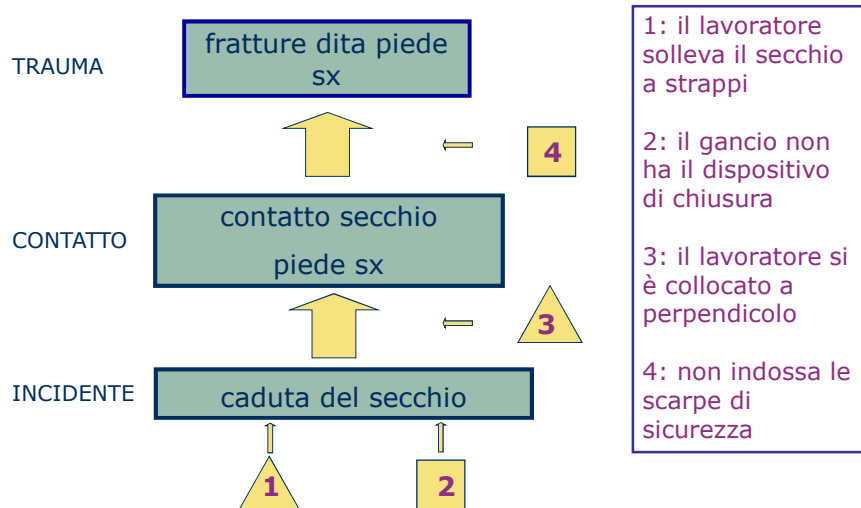 TRAUMA
fratture dita piede
sx
4
CONTATTO
contatto secchio
piede sx
3
INCIDENTE
caduta del secchio
1
2
1: il lavoratore
solleva il secchio
a strappi
2: il gancio non
ha il dispositivo
di chiusura
3: il lavoratore si
è collocato a
perpendicolo
4: non indossa le
scarpe di
sicurezza